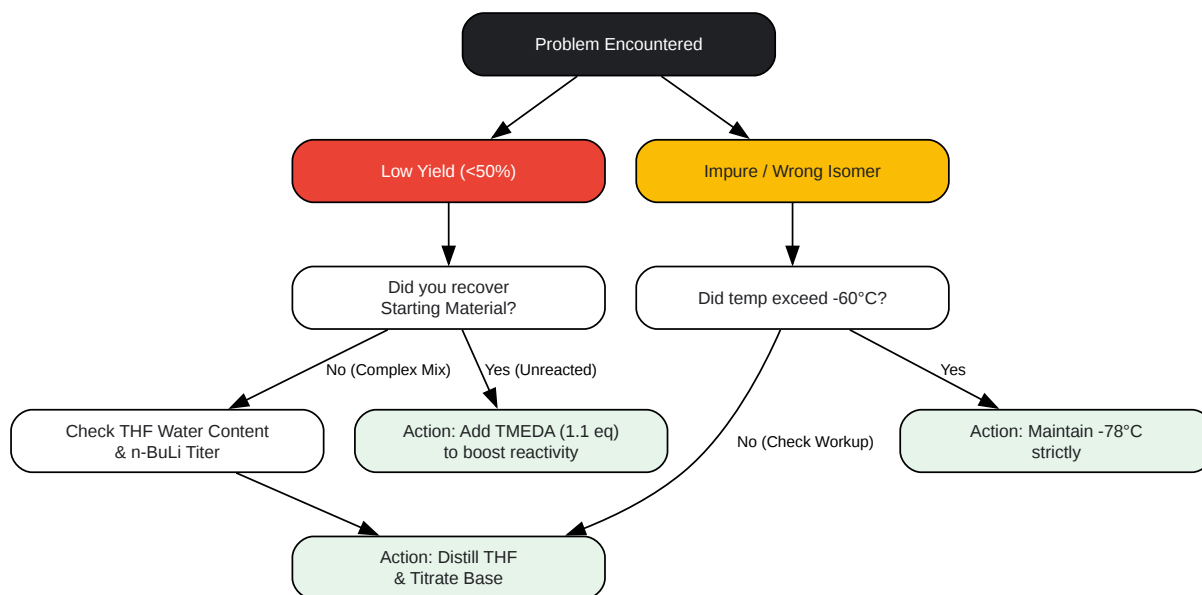 Problem Encountered
Low Yield (<50%)
Impure / Wrong Isomer
Did you recover
Starting Material?
Did temp exceed -60°C?
No (Complex Mix)
Yes (Unreacted)
Yes
Check THF Water Content
& n-BuLi Titer
Action: Add TMEDA (1.1 eq)
to boost reactivity
No (Check Workup)
Action: Maintain -78°C
strictly
Action: Distill THF
& Titrate Base